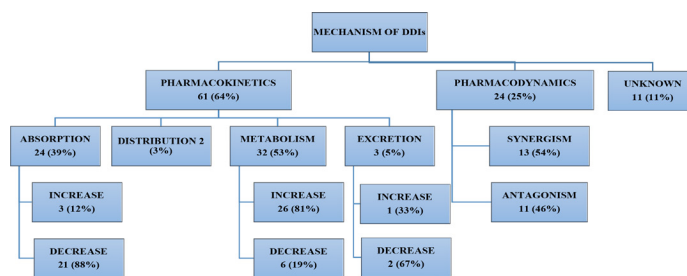 MECHANISM OF DDIs
PHARMACOKINETICS
61 (64%)
PHARMACODYNAMICS
24 (25%)
UNKNOWN
11 (11%)
ABSORPTION
24 (39%)
DISTRIBUTION 2
(3%)
METABOLISM
32 (53%)
EXCRETION
3 (5%)
SYNERGISM
13 (54%)
INCREASE
3 (12%)
INCREASE
26 (81%)
INCREASE
1 (33%)
ANTAGONISM
11 (46%)
DECREASE
21 (88%)
DECREASE
6 (19%)
DECREASE
2 (67%)